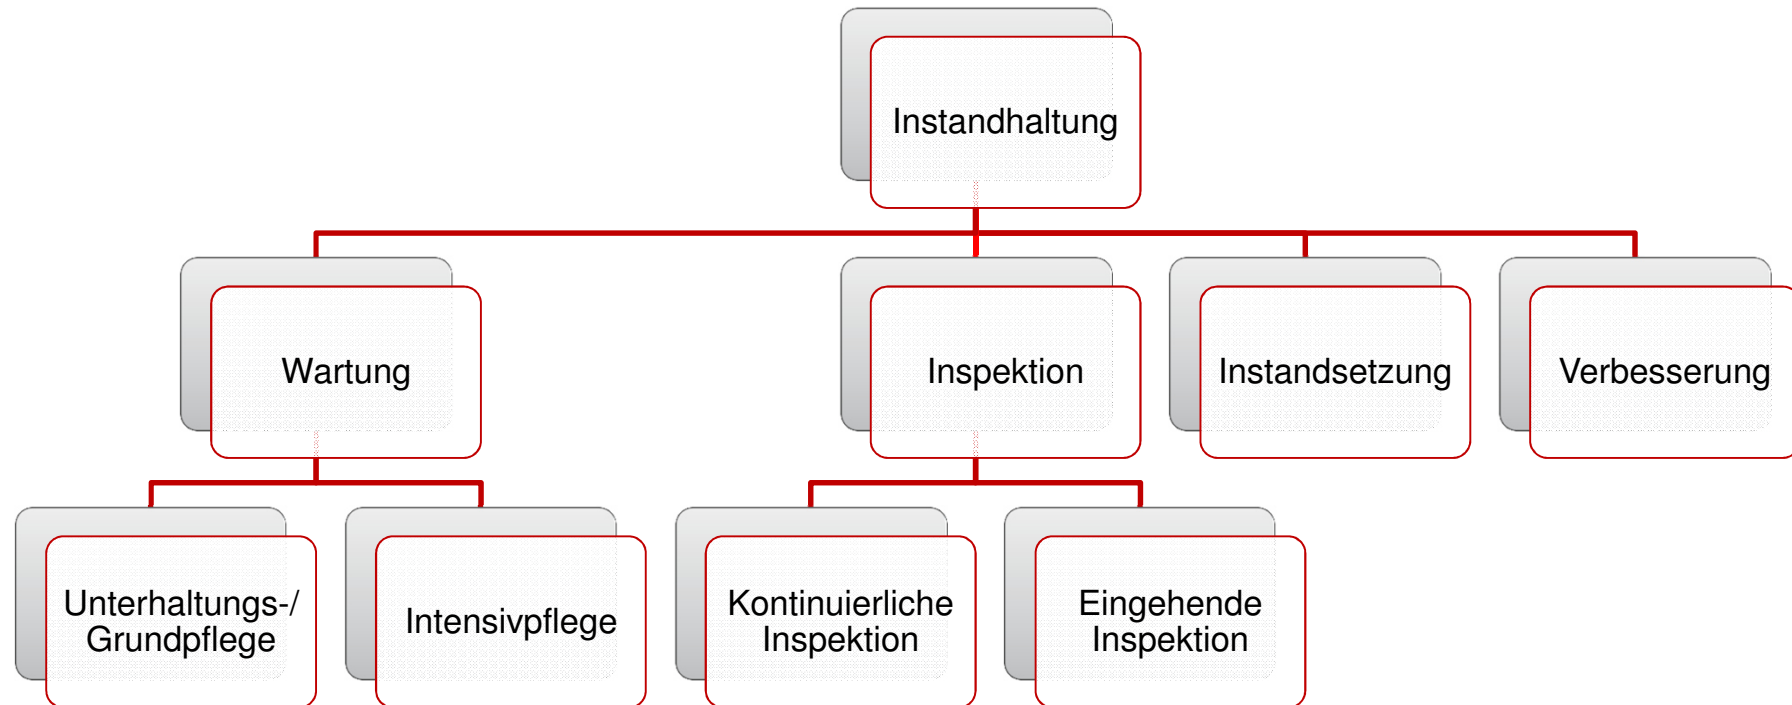 Instandhaltung
Wartung
Inspektion
Instandsetzung
Verbesserung
Unterhaltungs-/
Grundpflege
Intensivpflege
Kontinuierliche
Inspektion
Eingehende
Inspektion